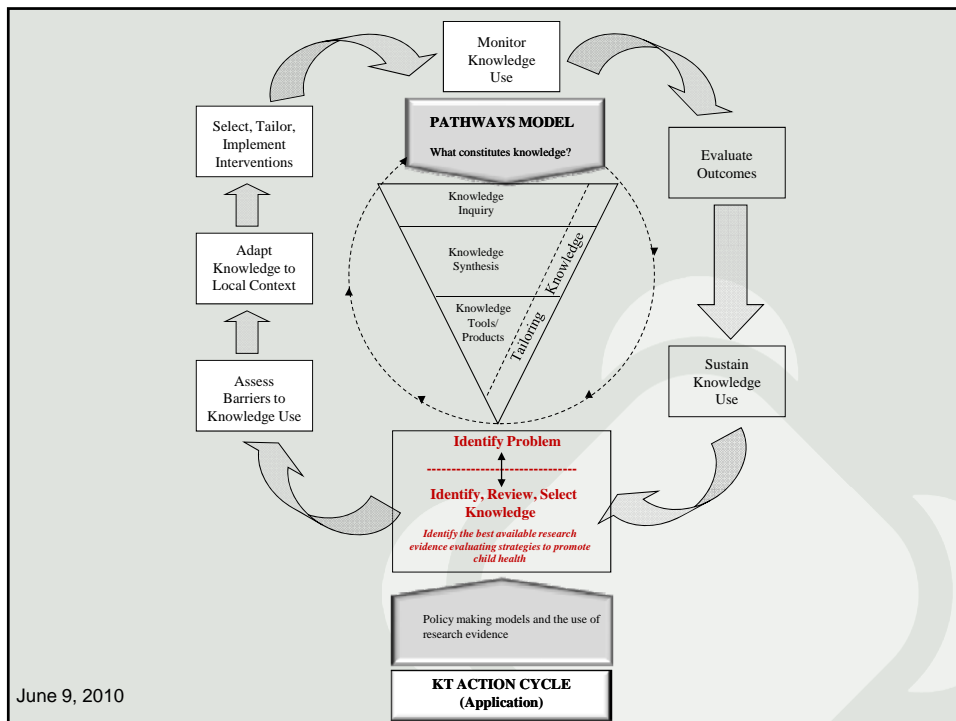 Monitor
Knowledge
Use
PATHWAYS MODEL
What constitutes knowledge?
Select, Tailor,
Implement
Interventions
Evaluate
Outcomes
Knowledge
Inquiry
Knowledge
Synthesis
Knowledge
Tools/
Products
Tailoring Knowledge
Adapt
Knowledge to
Local Context
Assess
Barriers to
Knowledge Use
Sustain
Knowledge
Use
Identify Problem
Identify, Review, Select
Knowledge
Identify the best available research
evidence evaluating strategies to promote
child health
Policy making models and the use of
research evidence
KT ACTION CYCLE
(Application)
June 9, 2010